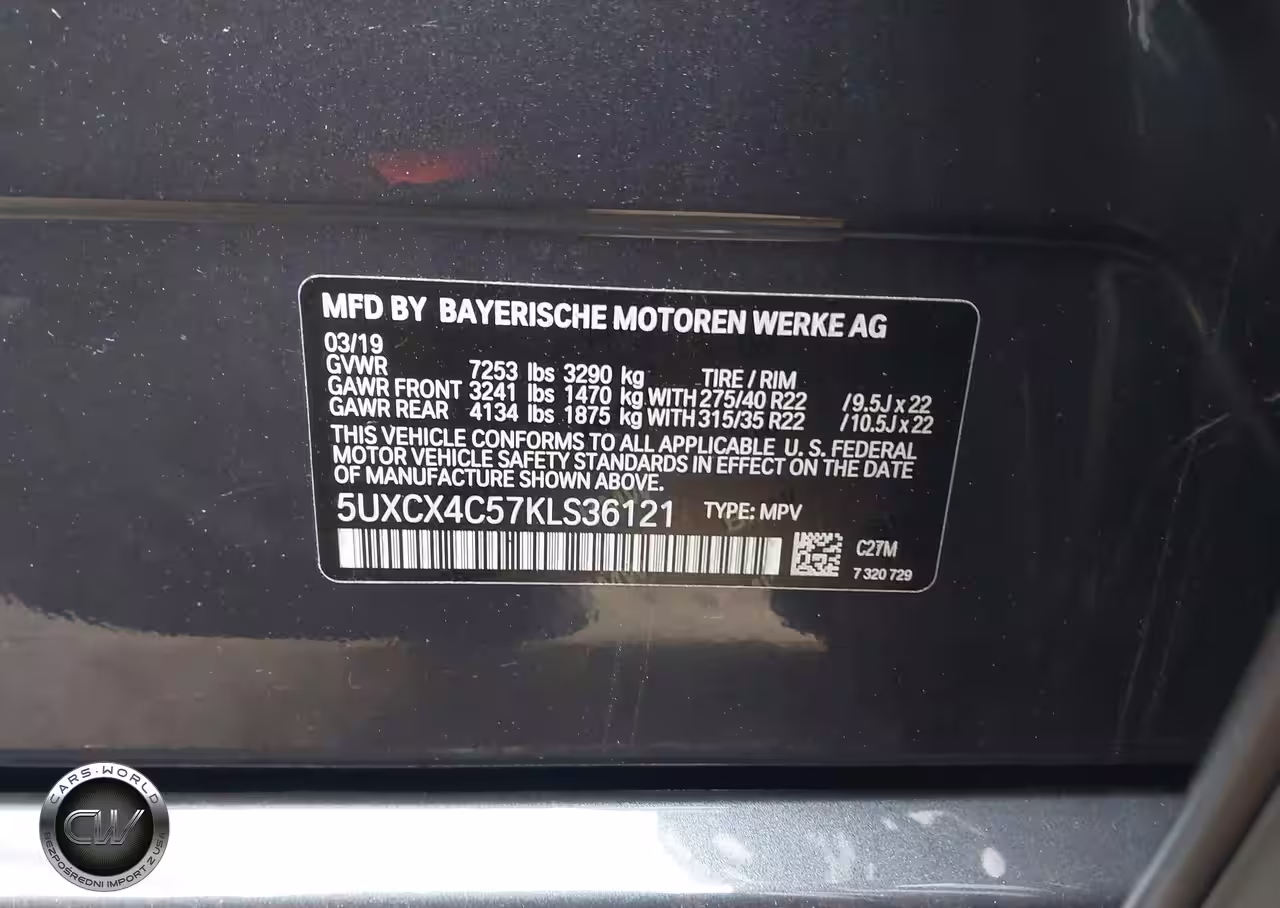 MFD BY BAYERISCHE MOTOREN WERKE AG
03/19
GVWR 7253 lbs 3290 kg TIRE / RIM
GAWR FRONT 3241 lbs 1470 kg WITH 275/40 R22 /9.5J x 22
GAWR REAR 4134 lbs 1875 kg WITH 315/35 R22 /10.5J x 22
THIS VEHICLE CONFORMS TO ALL APPLICABLE U. S. FEDERAL
MOTOR VEHICLE SAFETY STANDARDS IN EFFECT ON THE DATE
OF MANUFACTURE SHOWN ABOVE.
5UXCX4C57KLS36121 TYPE: MPV
C27M
7 320 729
CARS·WORLD
CW
BEZPOŚREDNI IMPORT Z USA